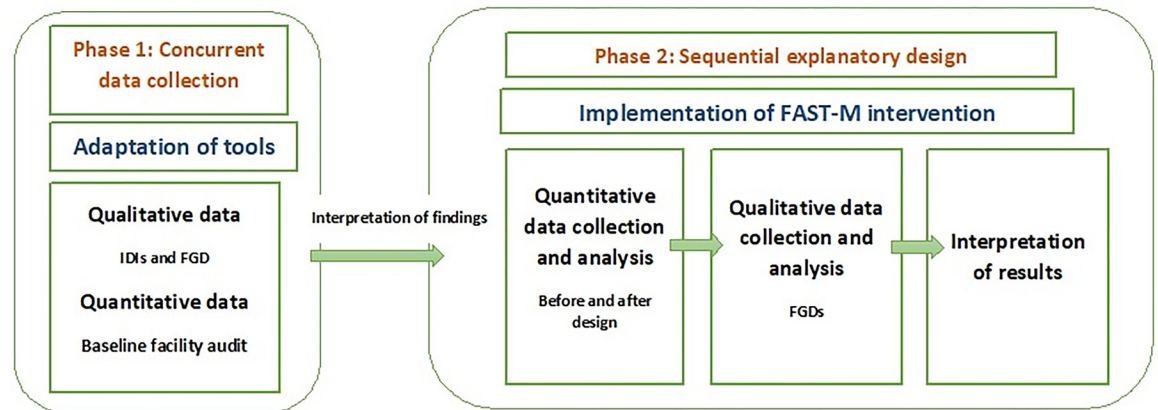 Phase 1: Concurrent
data collection
Adaptation of tools
Qualitative data
IDIs and FGD
Quantitative data
Baseline facility audit
Interpretation of findings
Phase 2: Sequential explanatory design
Implementation of FAST-M intervention
Quantitative
data collection
and analysis
Before and after
design
Qualitative data
collection and
analysis
FGDs
Interpretation
of results